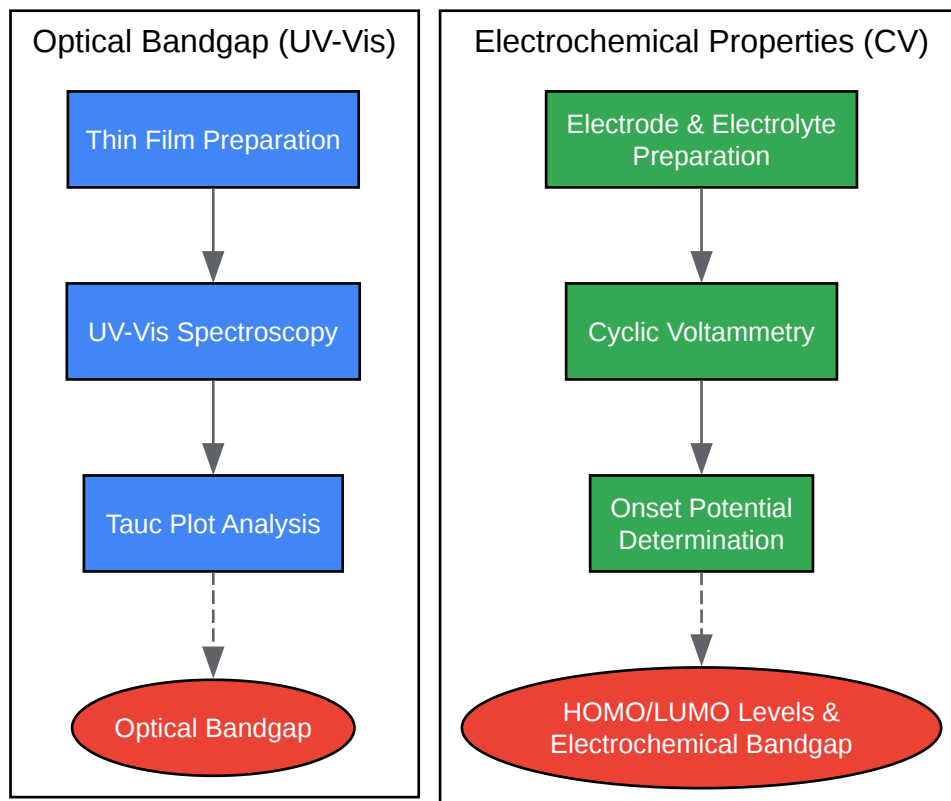 Optical Bandgap (UV-Vis)
Thin Film Preparation
UV-Vis Spectroscopy
Tauc Plot Analysis
Optical Bandgap
Electrochemical Properties (CV)
Electrode & Electrolyte
Preparation
Cyclic Voltammetry
Onset Potential
Determination
HOMO/LUMO Levels &
Electrochemical Bandgap